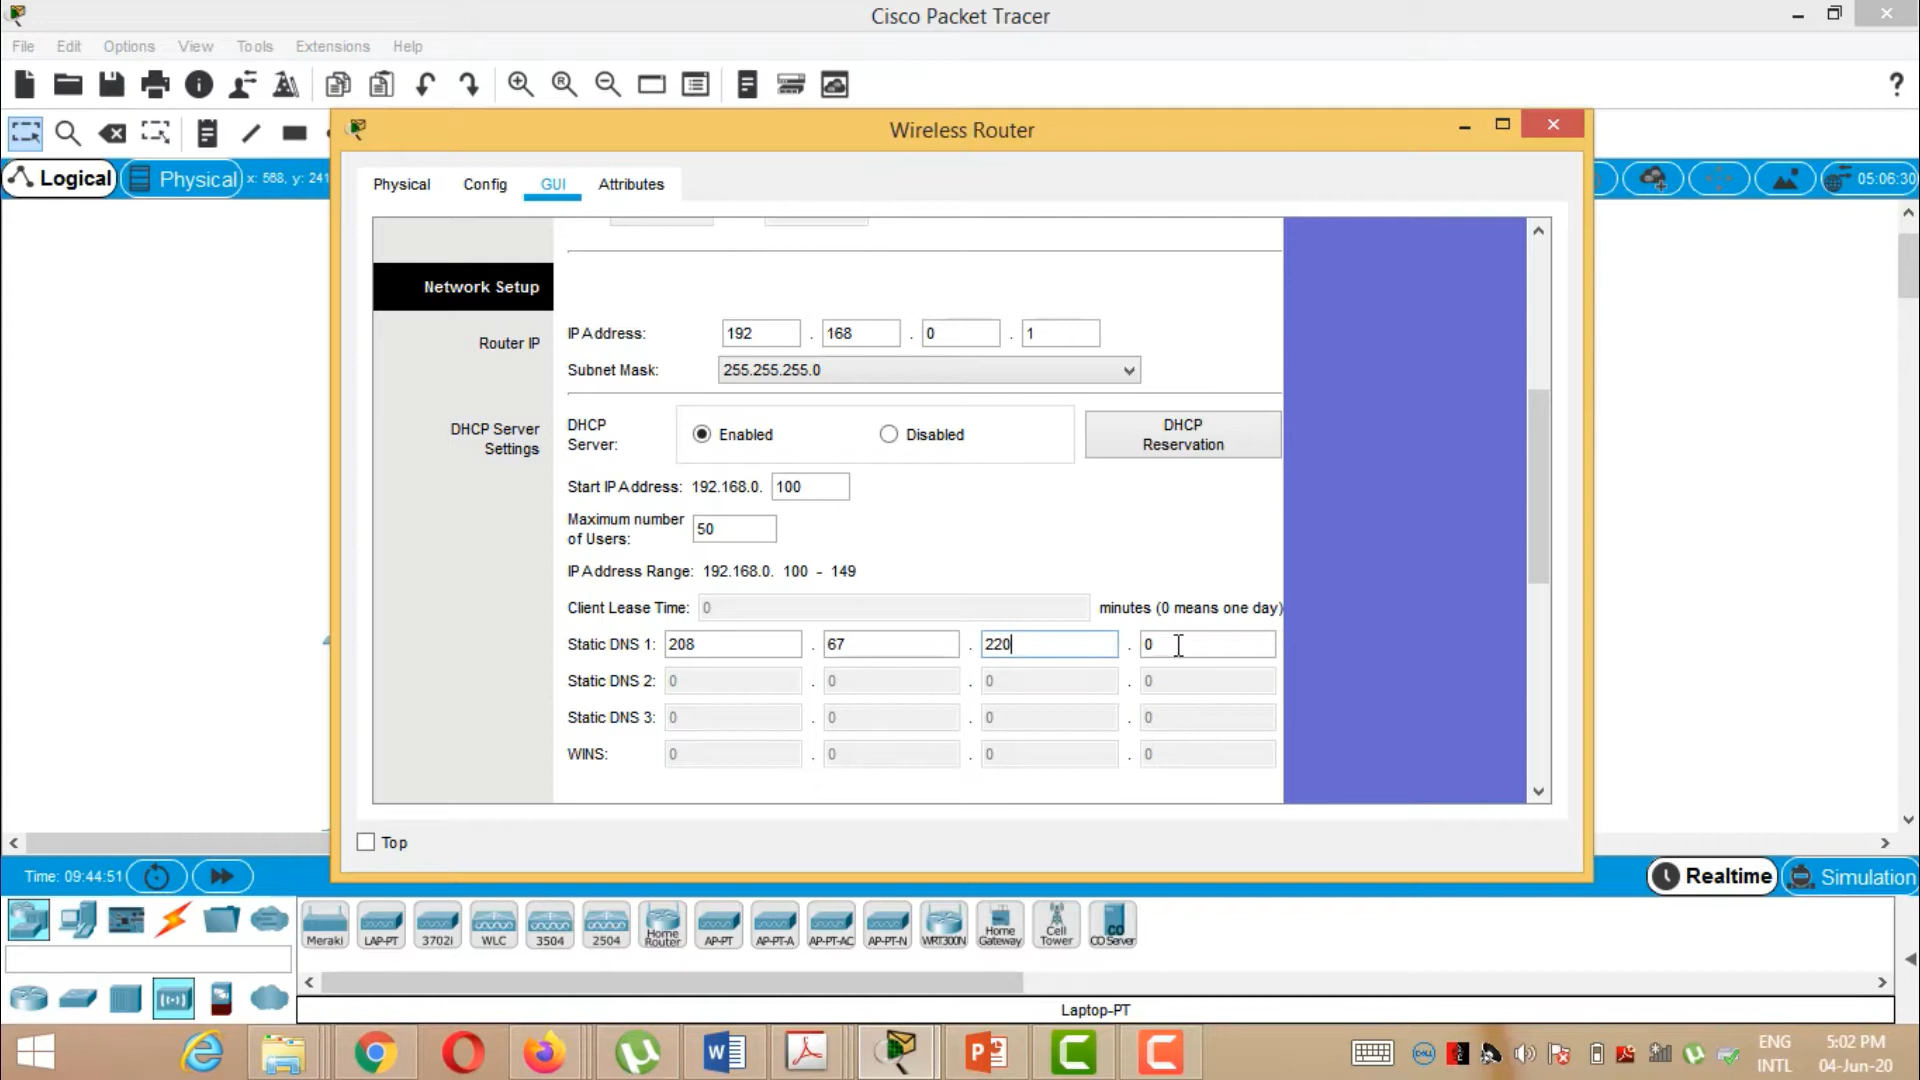 Cisco Packet Tracer
File Edit Options View Tools Extensions Help
?
Wireless Router
Logical Physical x: 568, y: 241
05:06:30
Physical Config GUI Attributes
Network Setup
Router IP
IP Address: 192 . 168 . 0 . 1
Subnet Mask: 255.255.255.0
DHCP Server Settings
DHCP Server: Enabled Disabled
DHCP Reservation
Start IP Address: 192.168.0. 100
Maximum number of Users: 50
IP Address Range: 192.168.0. 100 - 149
Client Lease Time: 0 minutes (0 means one day)
Static DNS 1: 208 . 67 . 220 . 0
Static DNS 2: 0 . 0 . 0 . 0
Static DNS 3: 0 . 0 . 0 . 0
WINS: 0 . 0 . 0 . 0
Top
Time: 09:44:51
Realtime Simulation
Meraki LAP-PT 3702i WLC 3504 2504 Home Router AP-PT AP-PT-A AP-PT-AC AP-PT-N WRT300N Home Gateway Cell Tower CO Server
Laptop-PT
ENG 5:02 PM
INTL 04-Jun-20